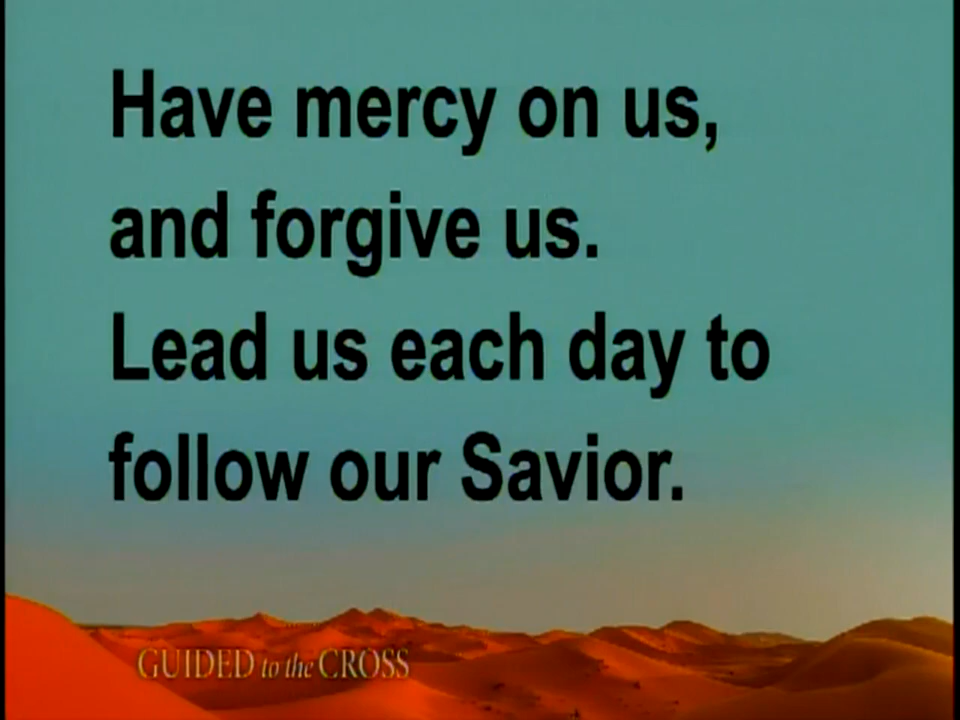 Have mercy on us,
and forgive us.
Lead us each day to
follow our Savior.
GUIDED to the CROSS